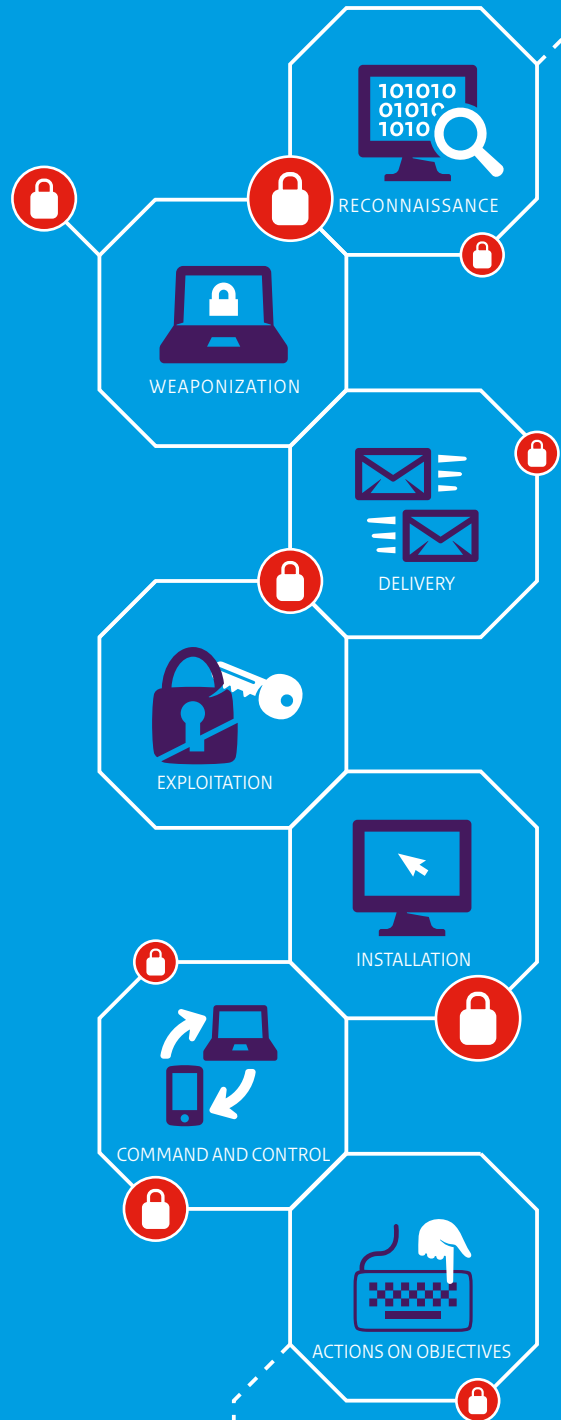 101010
01010
1010
RECONNAISSANCE
WEAPONIZATION
DELIVERY
EXPLOITATION
INSTALLATION
COMMAND AND CONTROL
ACTIONS ON OBJECTIVES